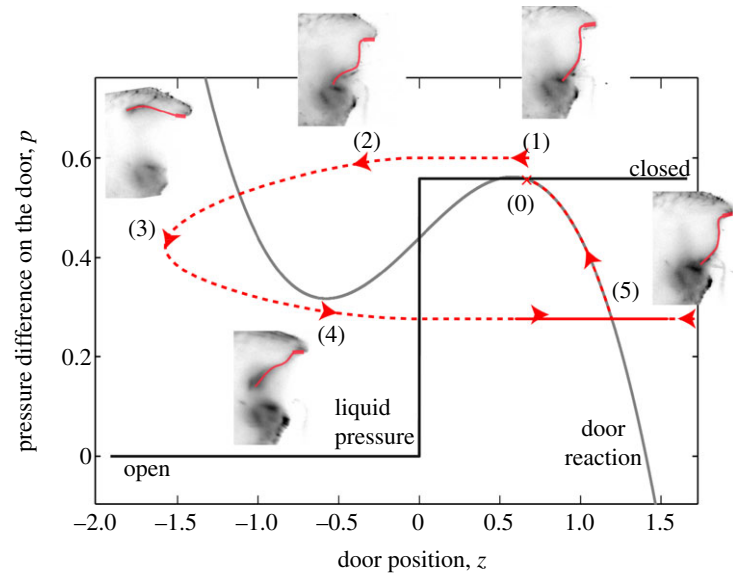 (2)
(1)
0.6
closed
(0)
(3)
0.4
(5)
(4)
0.2
liquid
pressure
door
reaction
0
open
–2.0 –1.5 –1.0 –0.5 0 0.5 1.0 1.5
door position, z
pressure difference on the door, p